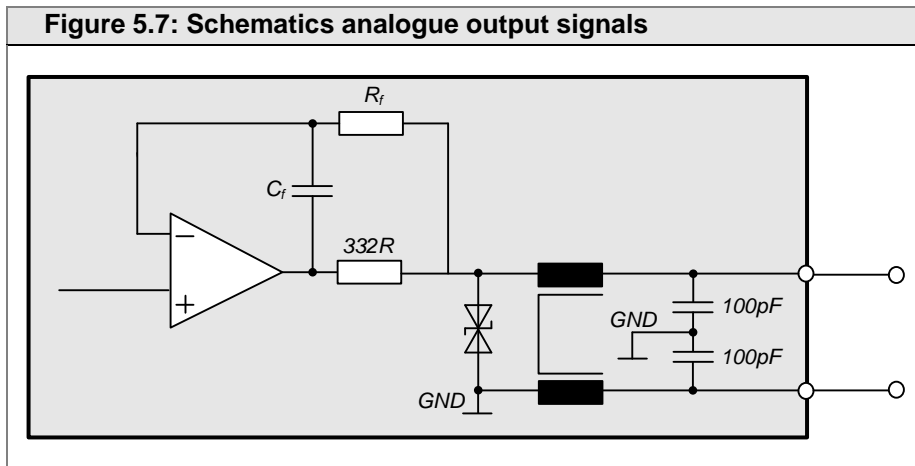 Figure 5.7: Schematics analogue output signals
Rf
Cf
332R
−
+
GND
100pF
100pF
GND